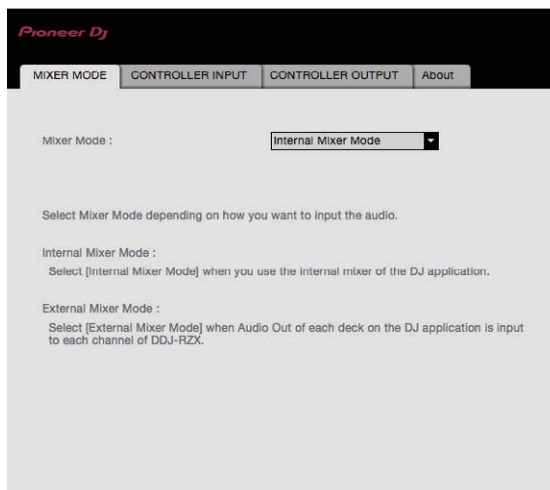 Pioneer Dj
MIXER MODE CONTROLLER INPUT CONTROLLER OUTPUT About
Mixer Mode : Internal Mixer Mode
Select Mixer Mode depending on how you want to input the audio.
Internal Mixer Mode :
Select [Internal Mixer Mode] when you use the internal mixer of the DJ application.
External Mixer Mode :
Select [External Mixer Mode] when Audio Out of each deck on the DJ application is input
to each channel of DDJ-RZX.